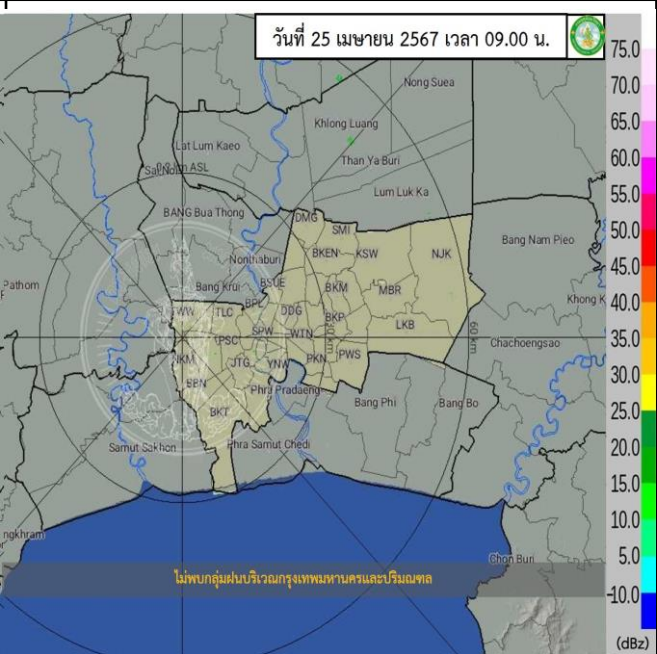 วันที่ 25 เมษายน 2567 เวลา 09.00 น.
75.0
Nong Suea
70.0
Khlong Luang
65.0
Lat Lum Kaeo
Than Ya Buri
60.0
Lum Luk Ka
55.0
BANG Bua Thong
DMG
50.0
SMI
Bang Nam Pieo
BKEN KSW NJK
Nonthaburi
45.0
Bang Krui
BSUE
BKM
MBR
Khong K
40.0
BPL
TWW
TLC
DDG
BKP
LKB
35.0
SPW
WTN
30 km
60 km
PSC
Chachoengsao
PWS
NKM
JTG
YNW
PKN
30.0
BBN
Phra Pradaeng
Bang Phi
Bang Bo
BKT
25.0
Samut Sakhon
Phra Samut Chedi
20.0
15.0
ngkhram
10.0
Chon Buri
5.0
ไม่พบกลุ่มฝนบริเวณกรุงเทพมหานครและปริมณฑล
-10.0
(dBz)
Pathom